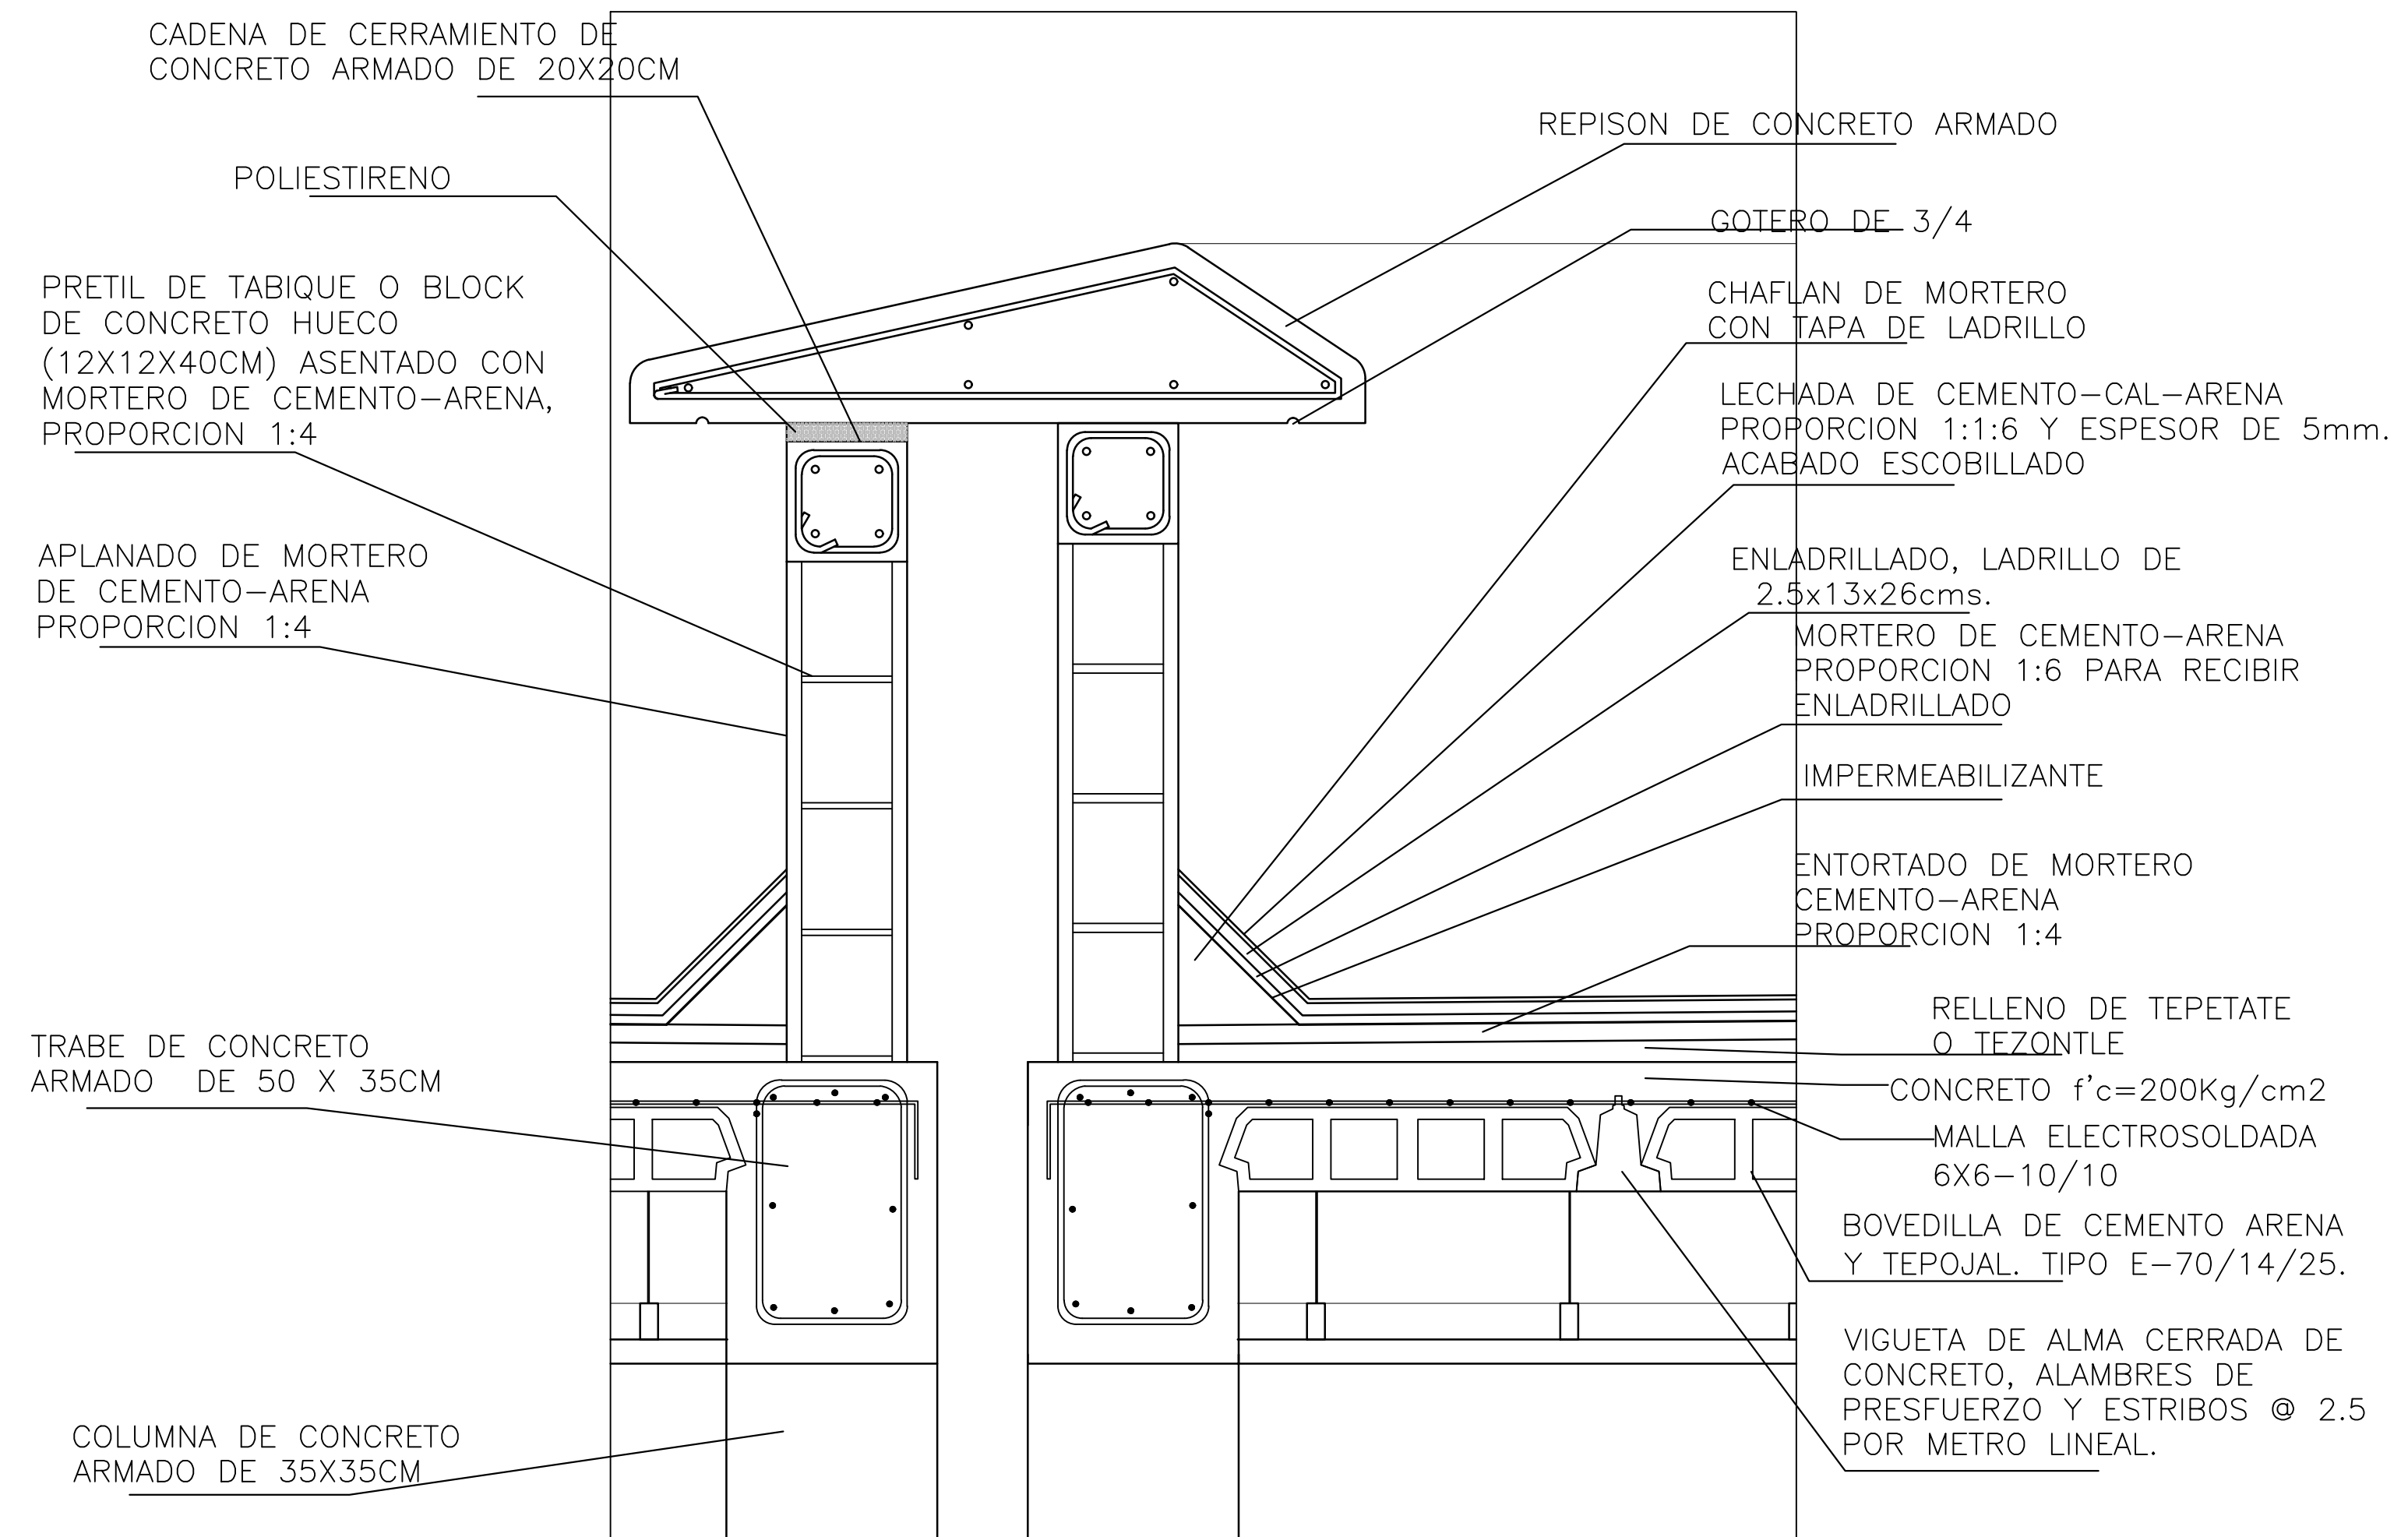 CADENA DE CERRAMIENTO DE
CONCRETO ARMADO DE 20X20CM
POLIESTIRENO
PRETIL DE TABIQUE O BLOCK
DE CONCRETO HUECO
(12X12X40CM) ASENTADO CON
MORTERO DE CEMENTO-ARENA,
PROPORCION 1:4
APLANADO DE MORTERO
DE CEMENTO-ARENA
PROPORCION 1:4
TRABE DE CONCRETO
ARMADO DE 50 X 35CM
COLUMNA DE CONCRETO
ARMADO DE 35X35CM
REPISON DE CONCRETO ARMADO
GOTERO DE 3/4
CHAFLAN DE MORTERO
CON TAPA DE LADRILLO
LECHADA DE CEMENTO-CAL-ARENA
PROPORCION 1:1:6 Y ESPESOR DE 5mm.
ACABADO ESCOBILLADO
ENLADRILLADO, LADRILLO DE
2.5x13x26cms.
MORTERO DE CEMENTO-ARENA
PROPORCION 1:6 PARA RECIBIR
ENLADRILLADO
IMPERMEABILIZANTE
ENTORTADO DE MORTERO
CEMENTO-ARENA
PROPORCION 1:4
RELLENO DE TEPETATE
O TEZONTLE
CONCRETO f'c=200Kg/cm2
MALLA ELECTROSOLDADA
6X6-10/10
BOVEDILLA DE CEMENTO ARENA
Y TEPOJAL. TIPO E-70/14/25.
VIGUETA DE ALMA CERRADA DE
CONCRETO, ALAMBRES DE
PRESFUERZO Y ESTRIBOS @ 2.5
POR METRO LINEAL.